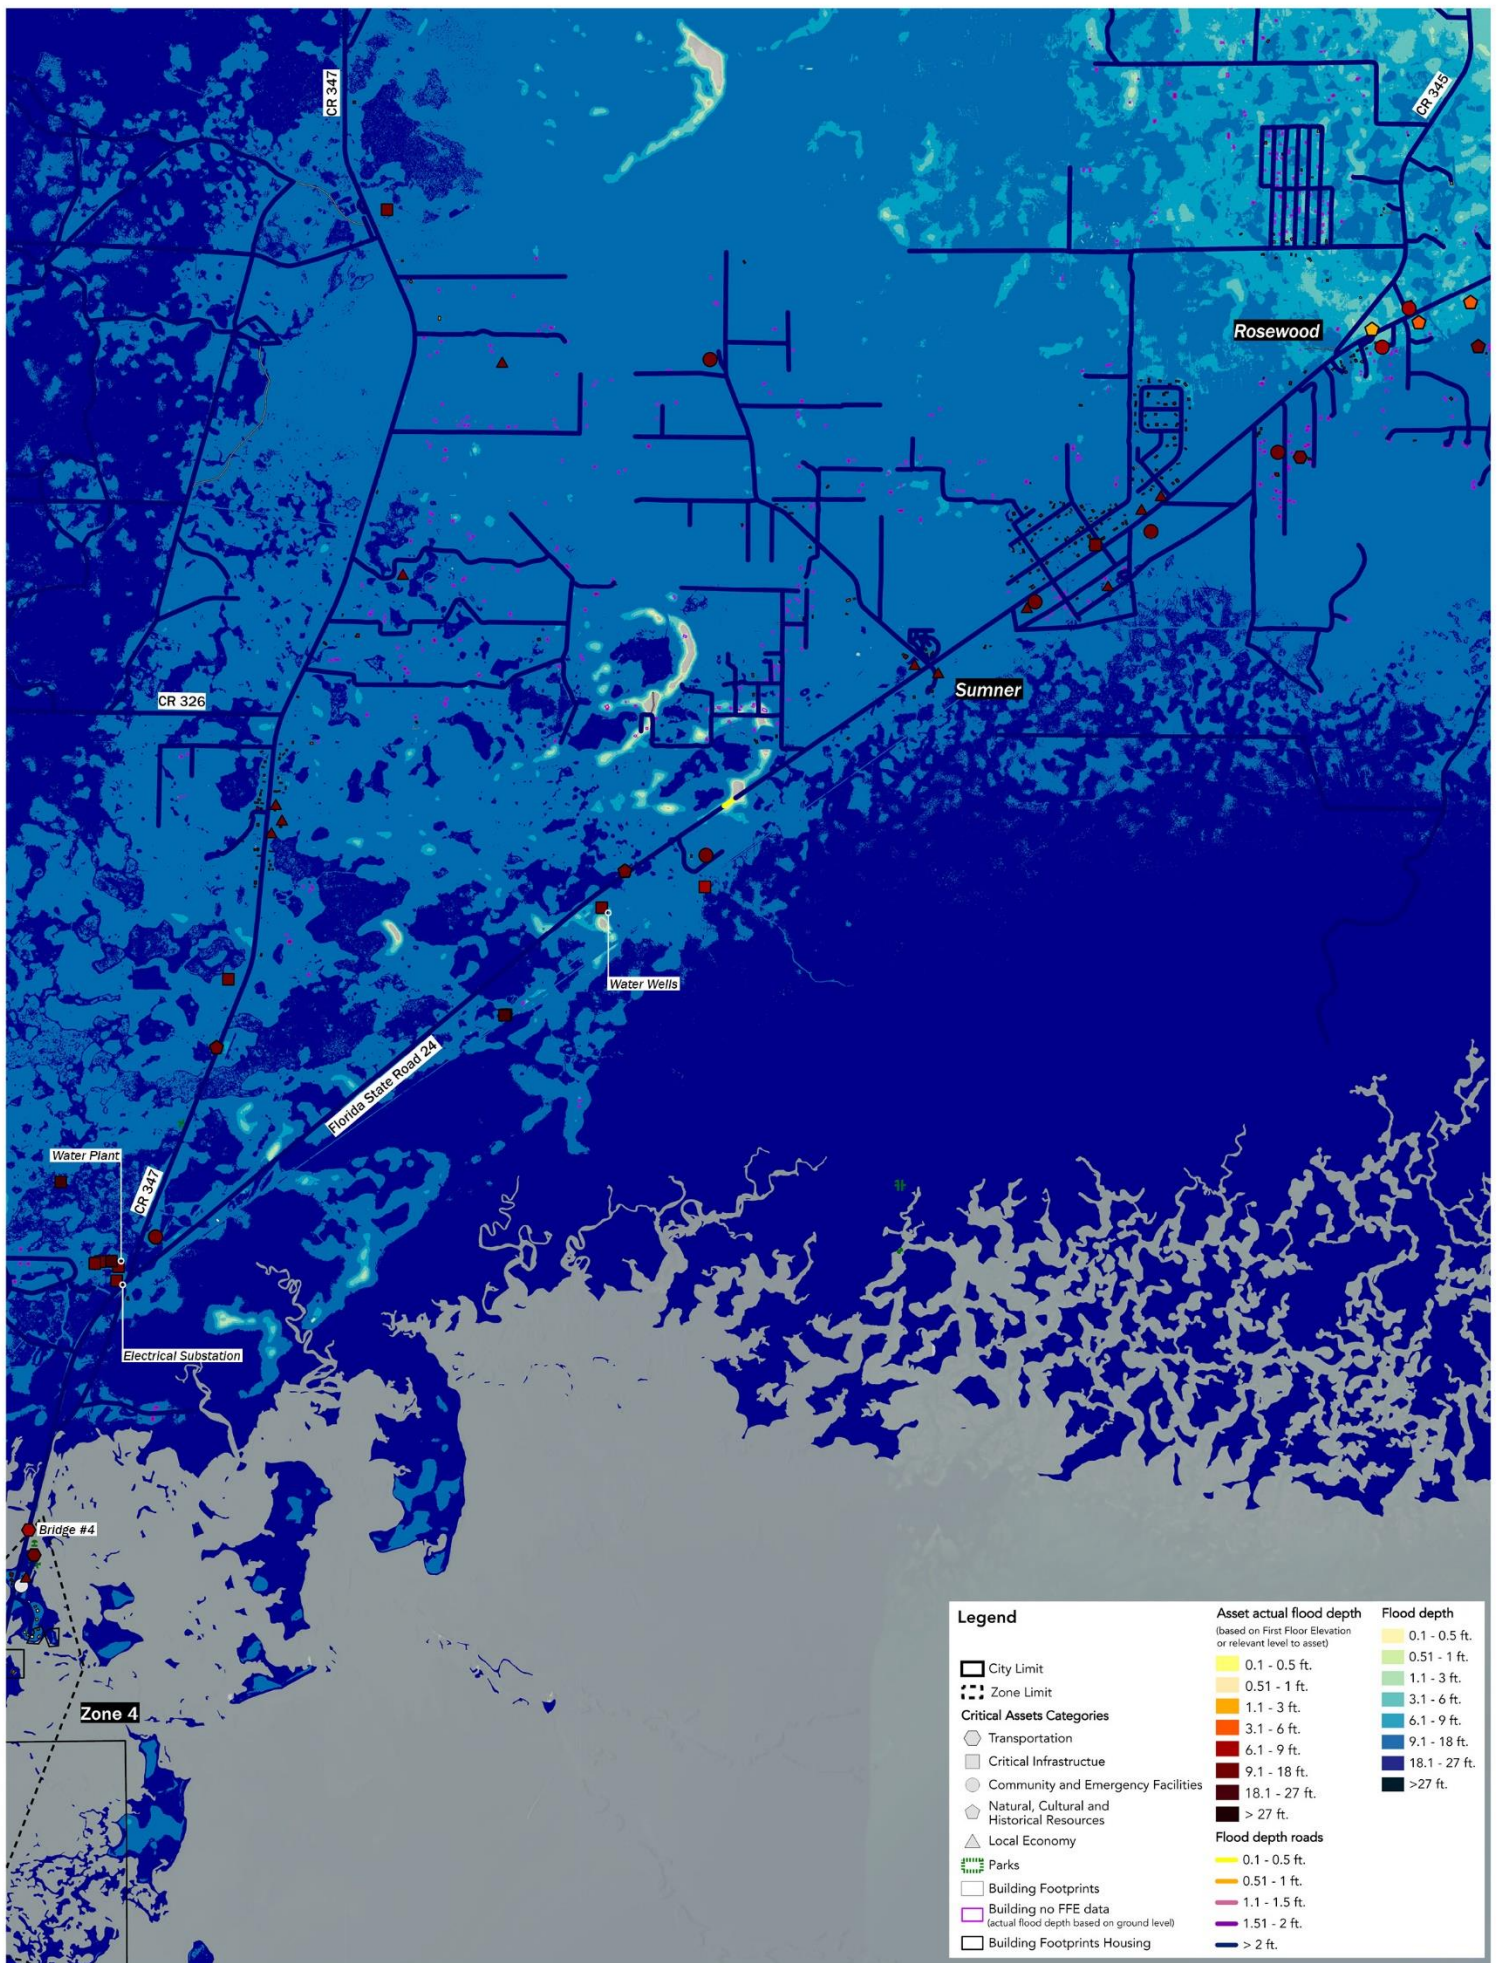 CR 347
CR 345
Rosewood
CR 326
Sumner
Water Wells
Florida State Road 24
Water Plant
CR 347
Electrical Substation
Bridge #4
Zone 4
Legend
City Limit
Zone Limit
Critical Assets Categories
Transportation
Critical Infrastructue
Community and Emergency Facilities
Natural, Cultural and
Historical Resources
Local Economy
Parks
Building Footprints
Building no FFE data
(actual flood depth based on ground level)
Building Footprints Housing
Asset actual flood depth
(based on First Floor Elevation
or relevant level to asset)
0.1 - 0.5 ft.
0.51 - 1 ft.
1.1 - 3 ft.
3.1 - 6 ft.
6.1 - 9 ft.
9.1 - 18 ft.
18.1 - 27 ft.
> 27 ft.
Flood depth roads
0.1 - 0.5 ft.
0.51 - 1 ft.
1.1 - 1.5 ft.
1.51 - 2 ft.
> 2 ft.
Flood depth
0.1 - 0.5 ft.
0.51 - 1 ft.
1.1 - 3 ft.
3.1 - 6 ft.
6.1 - 9 ft.
9.1 - 18 ft.
18.1 - 27 ft.
>27 ft.